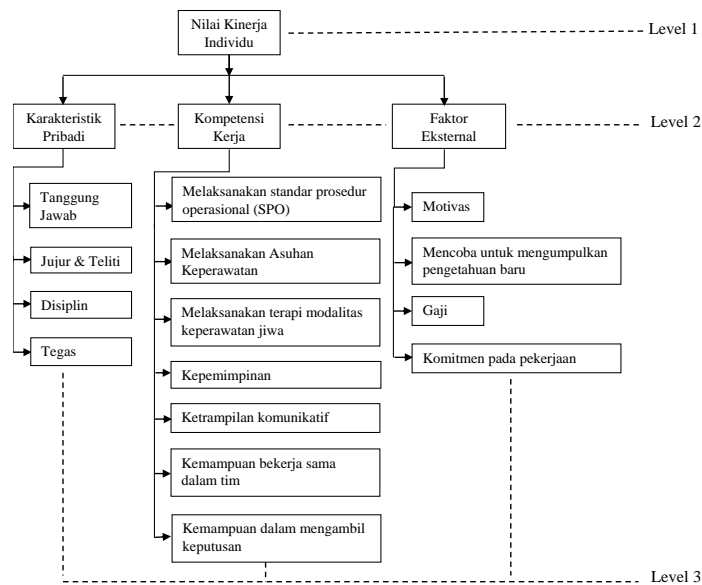 Nilai Kinerja
Individu
Level 1
Karakteristik
Pribadi
Kompetensi
Kerja
Faktor
Eksternal
Level 2
Tanggung
Jawab
Jujur & Teliti
Disiplin
Tegas
Melaksanakan standar prosedur
operasional (SPO)
Melaksanakan Asuhan
Keperawatan
Melaksanakan terapi modalitas
keperawatan jiwa
Kepemimpinan
Ketrampilan komunikatif
Kemampuan bekerja sama
dalam tim
Kemampuan dalam mengambil
keputusan
Motivas
Mencoba untuk mengumpulkan
pengetahuan baru
Gaji
Komitmen pada pekerjaan
Level 3